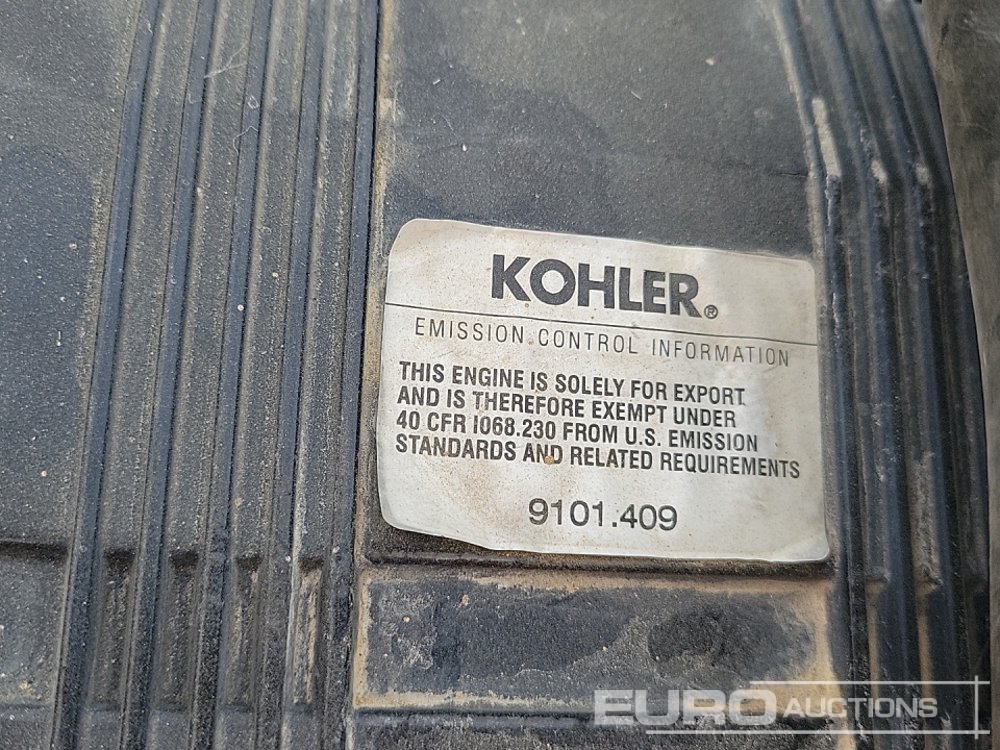 KOHLER®
EMISSION CONTROL INFORMATION
THIS ENGINE IS SOLELY FOR EXPORT
AND IS THEREFORE EXEMPT UNDER
40 CFR 1068.230 FROM U.S. EMISSION
STANDARDS AND RELATED REQUIREMENTS
9101.409
EURO AUCTIONS